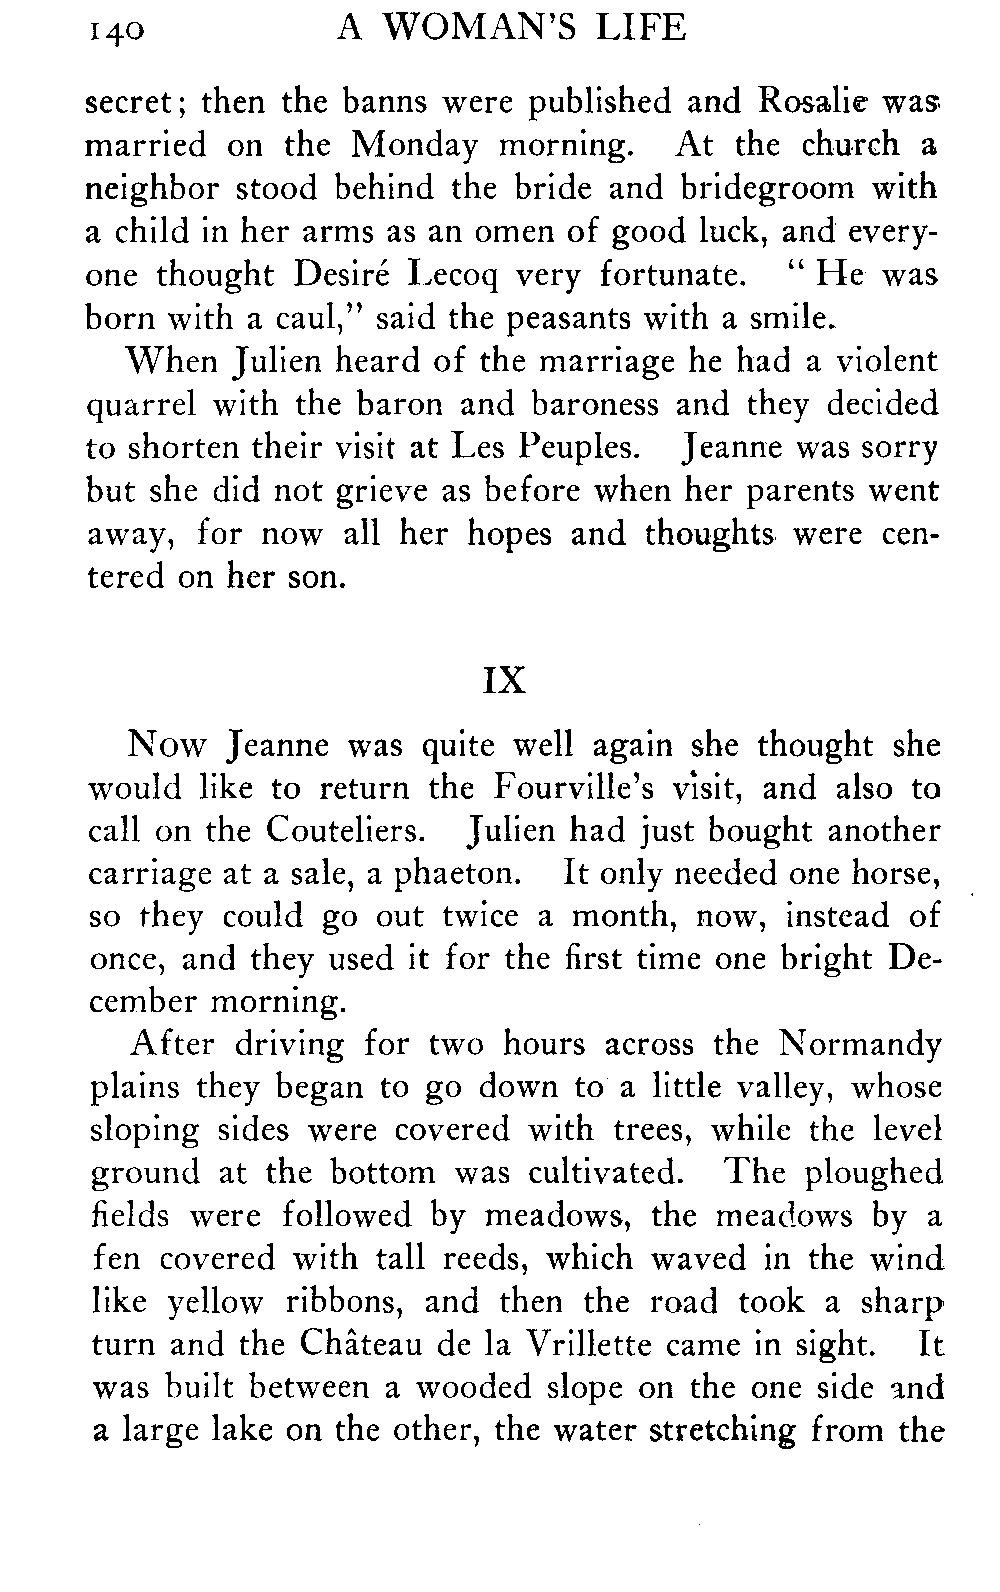 140 A WOMAN'S LIFE
secret; then the banns were published and Rosalie was
married on the Monday morning. At the church a
neighbor stood behind the bride and bridegroom with
a child in her arms as an omen of good luck, and every-
one thought Desiré Lecoq very fortunate. "He was
born with a caul," said the peasants with a smile.
When Julien heard of the marriage he had a violent
quarrel with the baron and baroness and they decided
to shorten their visit at Les Peuples. Jeanne was sorry
but she did not grieve as before when her parents went
away, for now all her hopes and thoughts were cen-
tered on her son.
IX
Now Jeanne was quite well again she thought she
would like to return the Fourville's visit, and also to
call on the Couteliers. Julien had just bought another
carriage at a sale, a phaeton. It only needed one horse,
so they could go out twice a month, now, instead of
once, and they used it for the first time one bright De-
cember morning.
After driving for two hours across the Normandy
plains they began to go down to a little valley, whose
sloping sides were covered with trees, while the level
ground at the bottom was cultivated. The ploughed
fields were followed by meadows, the meadows by a
fen covered with tall reeds, which waved in the wind
like yellow ribbons, and then the road took a sharp
turn and the Château de la Vrillette came in sight. It
was built between a wooded slope on the one side and
a large lake on the other, the water stretching from the